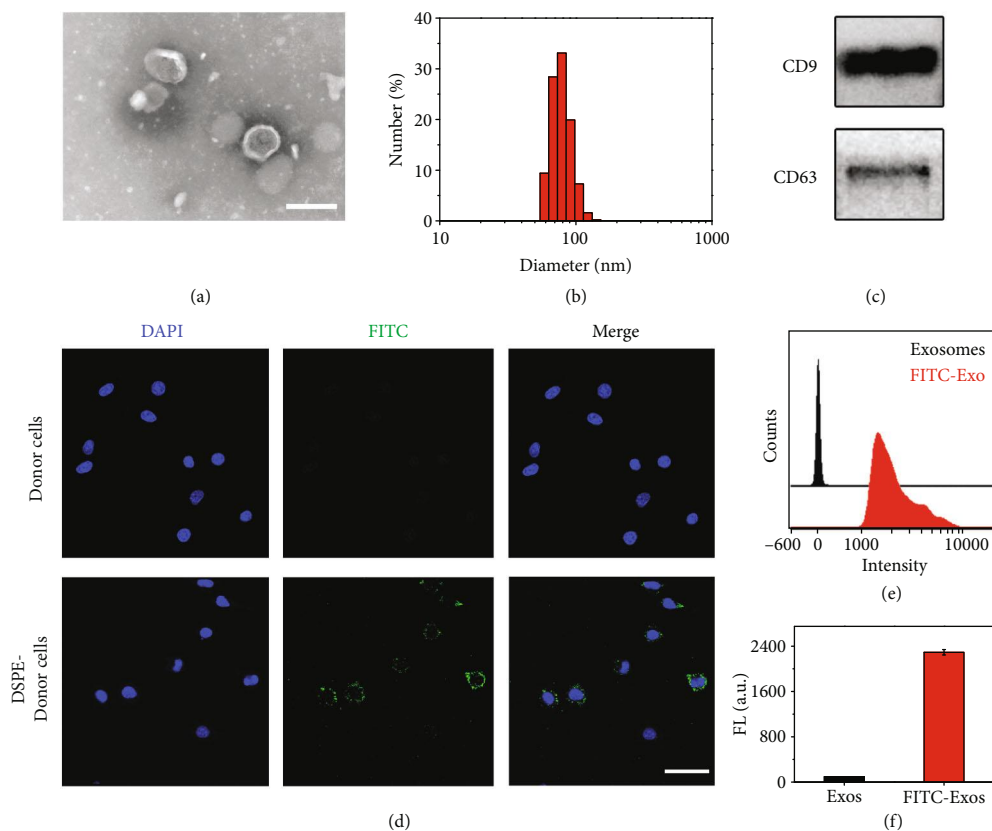 (a)
40
30
20
10
0
Number (%)
10
100
1000
Diameter (nm)
(b)
CD9
CD63
(c)
DAPI
FITC
Merge
Donor cells
DSPE-
Donor cells
(d)
Exosomes
FITC-Exo
Counts
−600
0
1000
10000
Intensity
(e)
2400
1600
800
0
FL (a.u.)
Exos
FITC-Exos
(f)